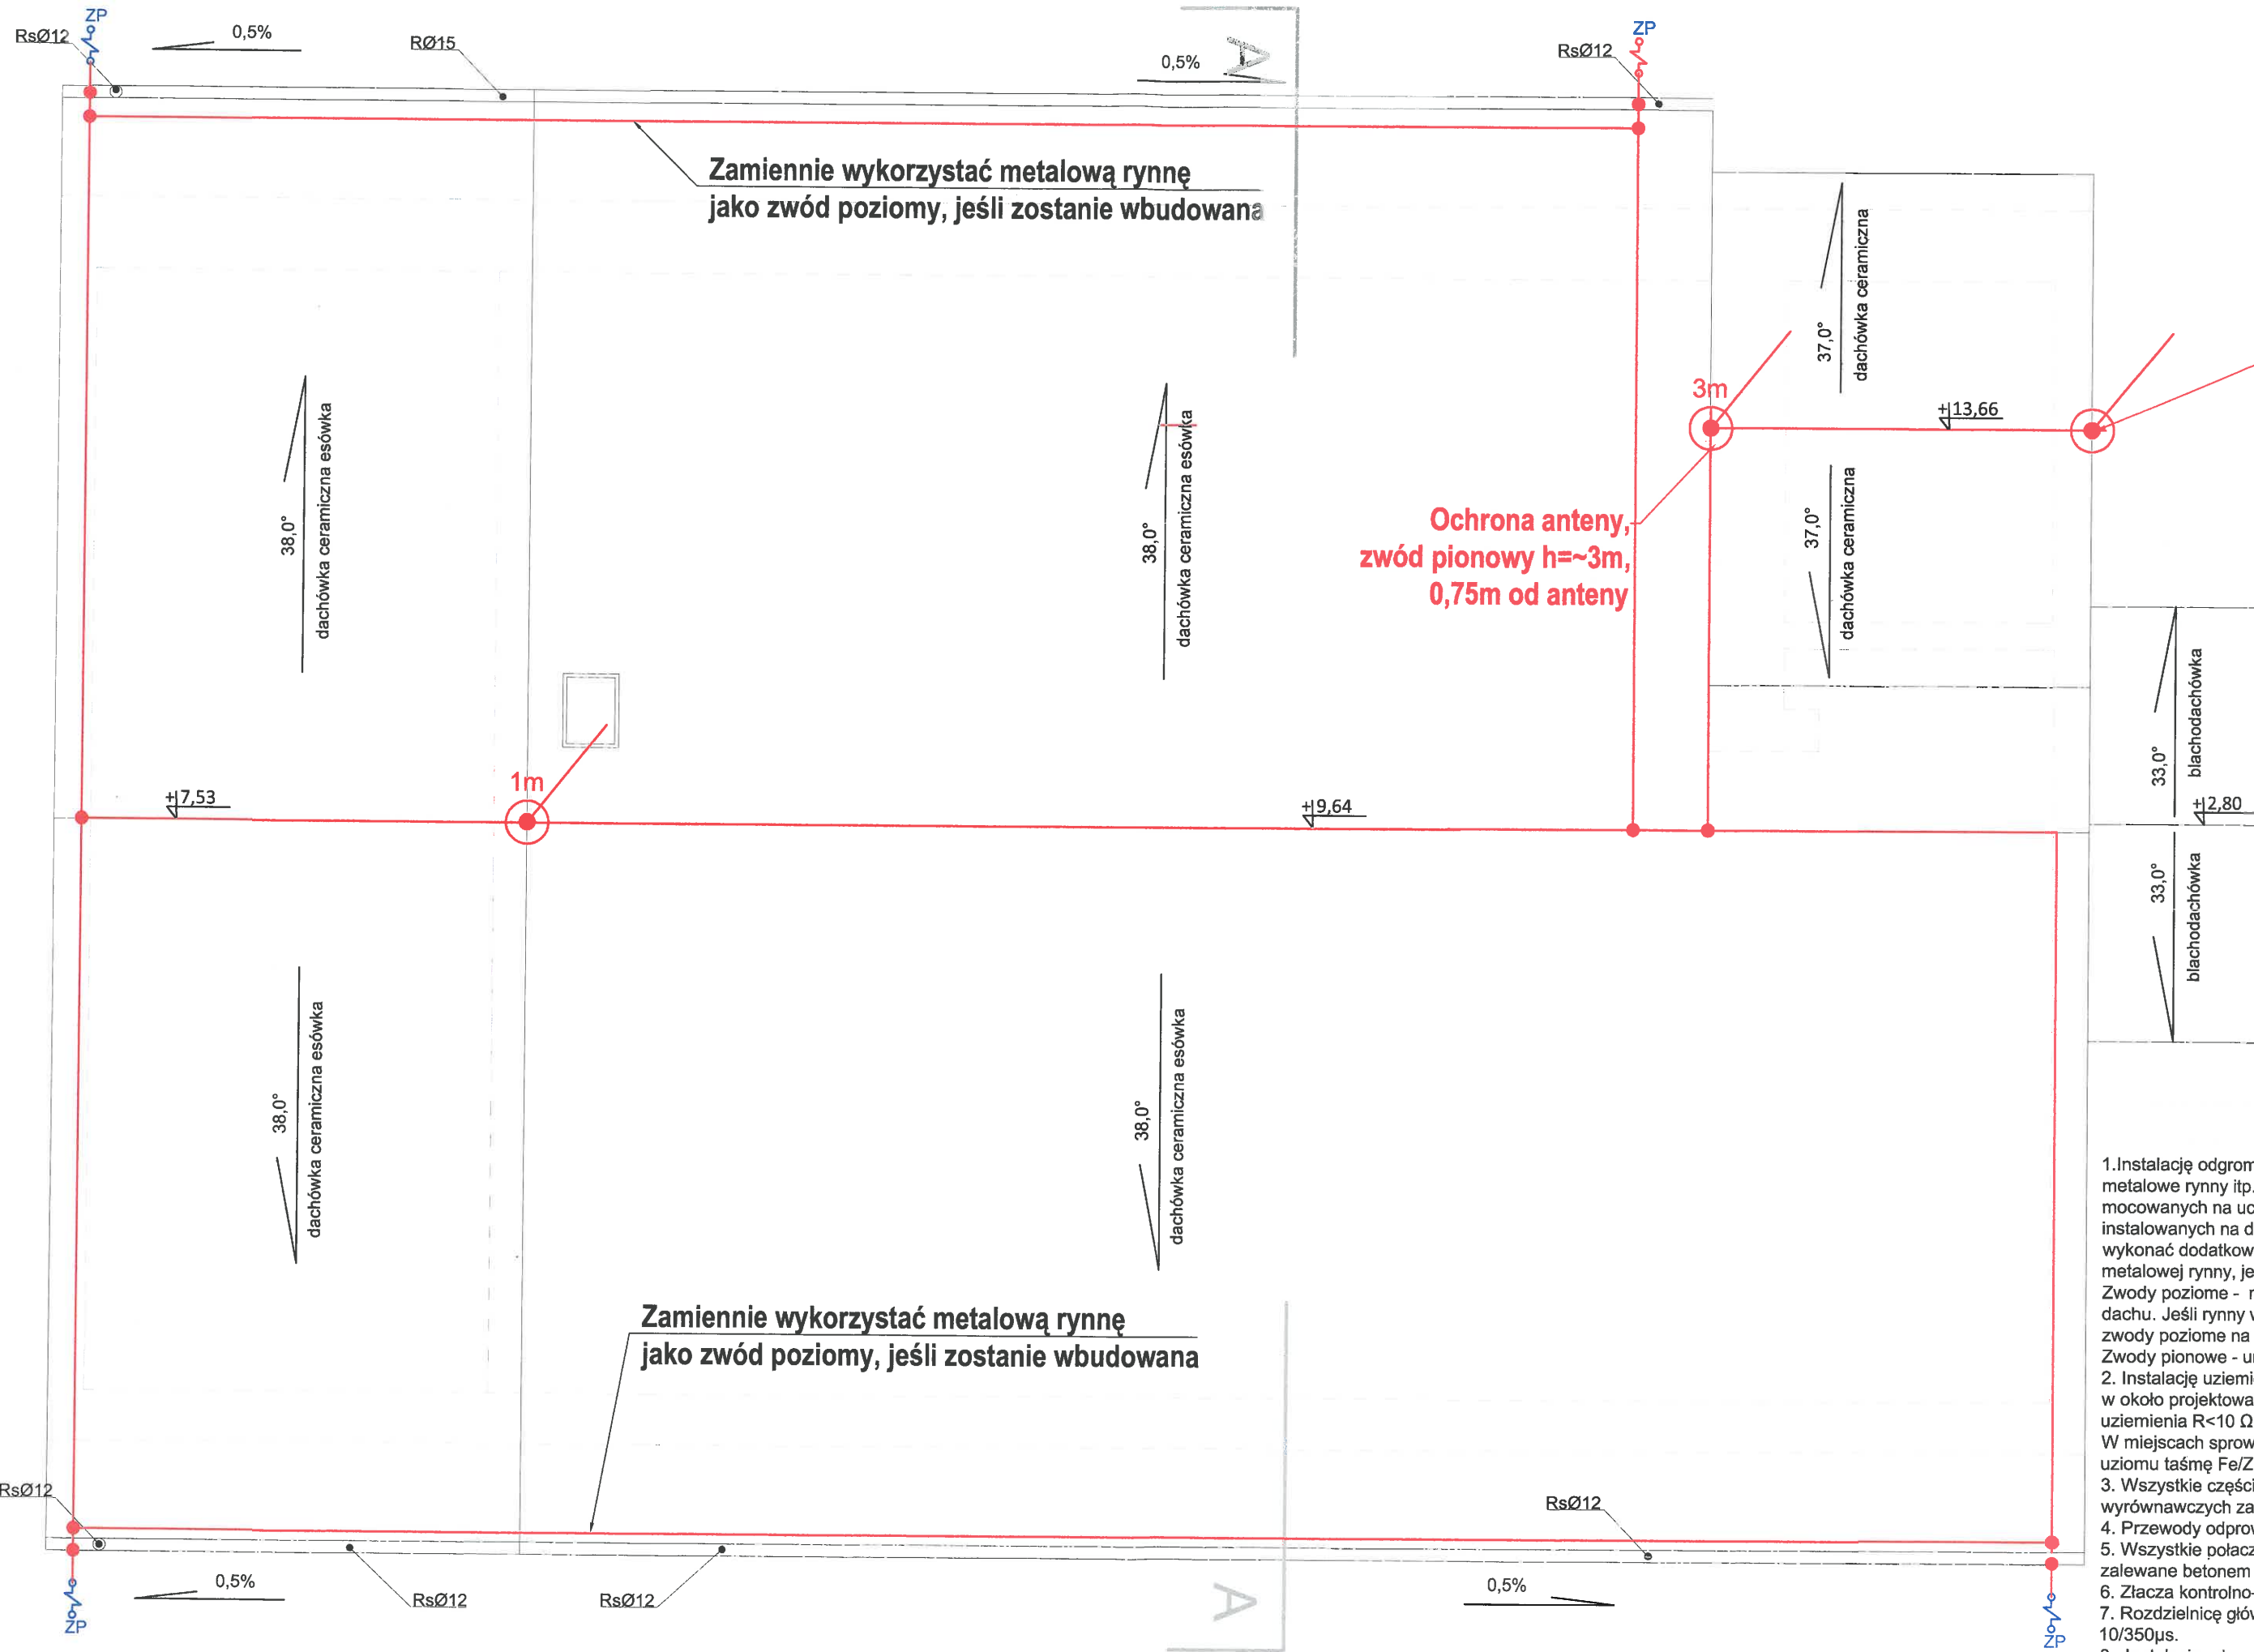 ZP
RsØ12
0,5%
RØ15
0,5%
A
RsØ12
ZP
Zamiennie wykorzystać metalową rynnę
jako zwód poziomy, jeśli zostanie wbudowana
37,0°
dachówka ceramiczna
3m
+13,66
38,0°
dachówka ceramiczna esówka
38,0°
dachówka ceramiczna esówka
Ochrona anteny,
zwód pionowy h=~3m,
0,75m od anteny
37,0°
dachówka ceramiczna
33,0°
blachodachówka
1m
+7,53
+9,64
+2,80
33,0°
blachodachówka
38,0°
dachówka ceramiczna esówka
38,0°
dachówka ceramiczna esówka
Zamiennie wykorzystać metalową rynnę
jako zwód poziomy, jeśli zostanie wbudowana
1.Instalację odgrom
metalowe rynny itp.
mocowanych na uc
instalowanych na d
wykonać dodatkow
metalowej rynny, je
Zwody poziome -
dachu. Jeśli rynny
zwody poziome na
Zwody pionowe - u
2. Instalację uziemi
w około projektowa
uziemienia R<10 Ω
W miejscach sprow
uziomu taśmę Fe/Z
3. Wszystkie części
wyrównawczych za
4. Przewody odprow
5. Wszystkie połacz
zalewane betonem
6. Złacza kontrolno-
7. Rozdzielnicę głów
10/350µs.
RsØ12
RsØ12
0,5%
RsØ12
RsØ12
0,5%
A
ZP
ZP